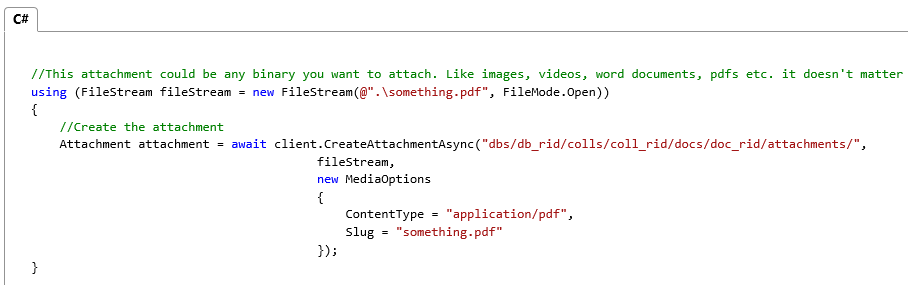 C#
//This attachment could be any binary you want to attach. Like images, videos, word documents, pdfs etc. it doesn't matter
using (FileStream fileStream = new FileStream(@".\something.pdf", FileMode.Open))
{
//Create the attachment
Attachment attachment = await client.CreateAttachmentAsync("dbs/db_rid/colls/coll_rid/docs/doc_rid/attachments/",
fileStream,
new MediaOptions
{
ContentType = "application/pdf",
Slug = "something.pdf"
});
}